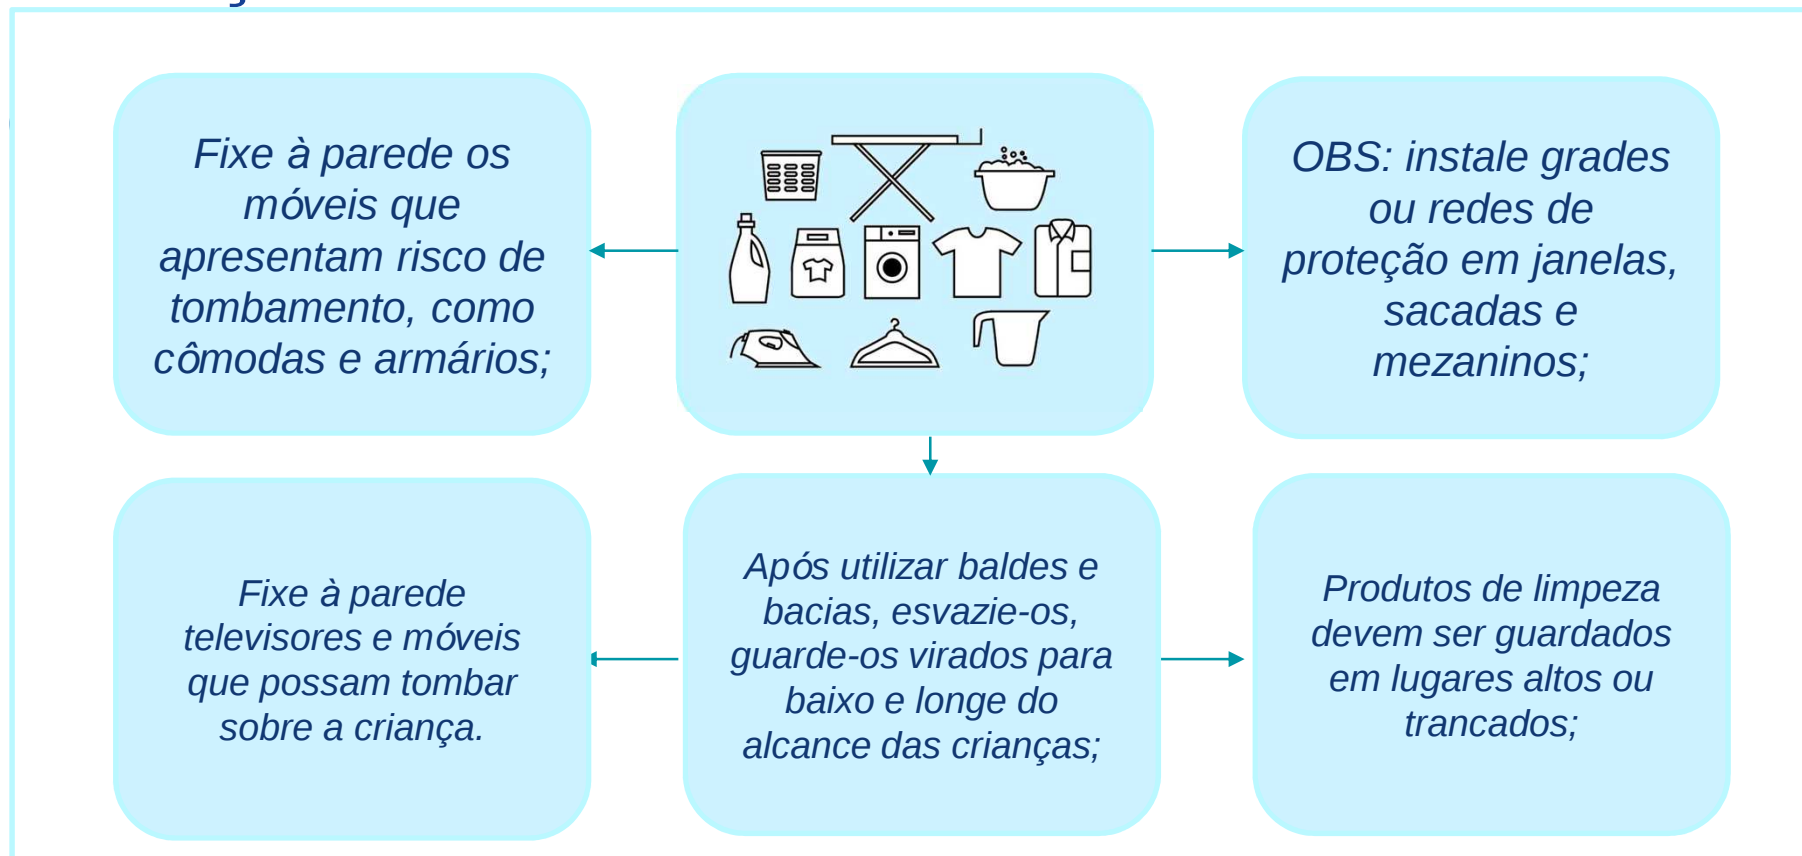 Fixe à parede os
móveis que
apresentam risco de
tombamento, como
cômodas e armários;
OBS: instale grades
ou redes de
proteção em janelas,
sacadas e
mezaninos;
Fixe à parede
televisores e móveis
que possam tombar
sobre a criança.
Após utilizar baldes e
bacias, esvazie-os,
guarde-os virados para
baixo e longe do
alcance das crianças;
Produtos de limpeza
devem ser guardados
em lugares altos ou
trancados;